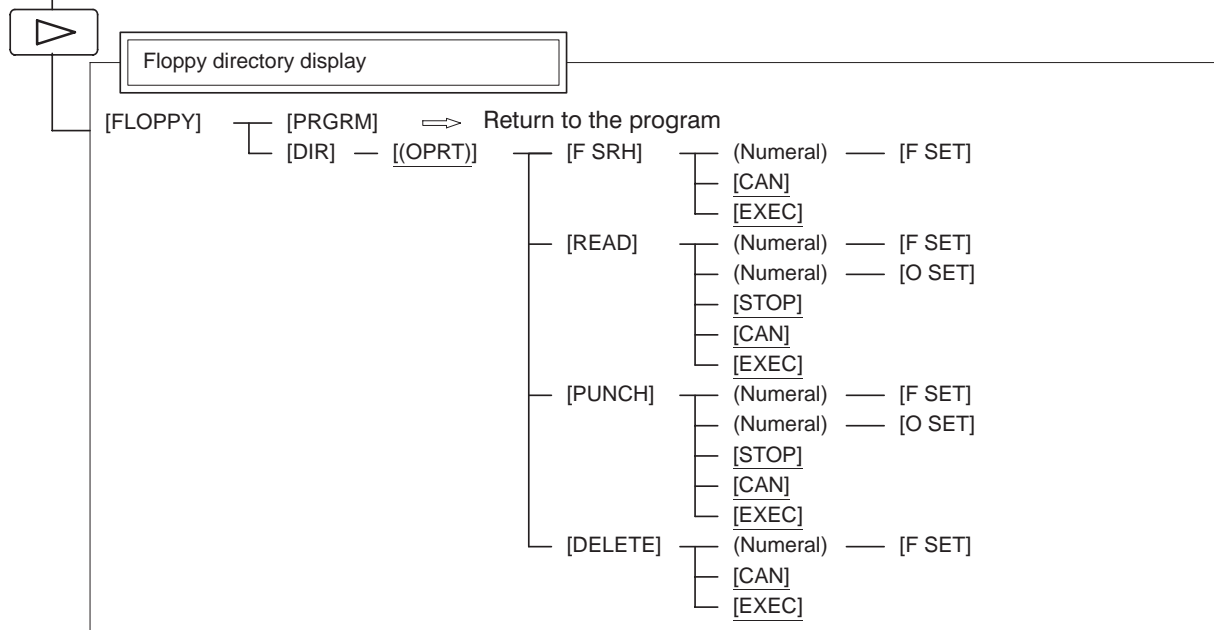 Floppy directory display
[FLOPPY] [PRGRM] Return to the program
[DIR] [(OPRT)] [F SRH] (Numeral) [F SET]
[CAN]
[EXEC]
[READ] (Numeral) [F SET]
(Numeral) [O SET]
[STOP]
[CAN]
[EXEC]
[PUNCH] (Numeral) [F SET]
(Numeral) [O SET]
[STOP]
[CAN]
[EXEC]
[DELETE] (Numeral) [F SET]
[CAN]
[EXEC]